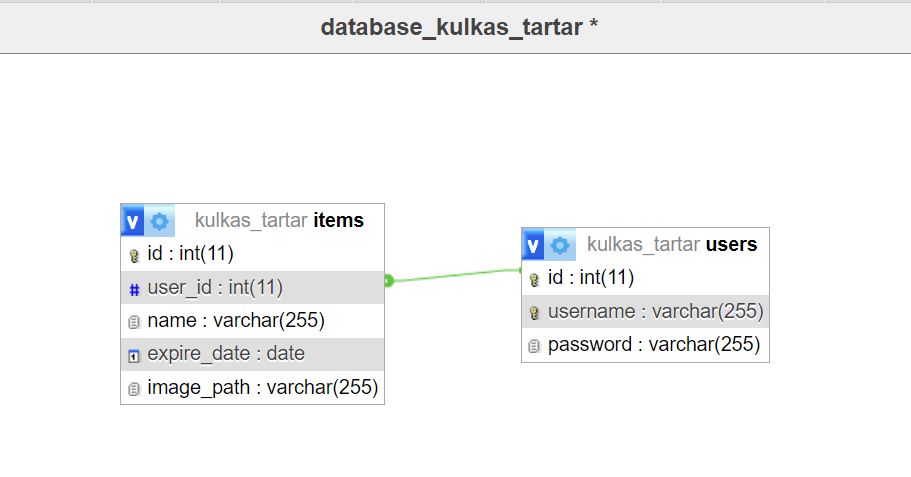 database_kulkas_tartar *
v kulkas_tartar items
id : int(11)
# user_id : int(11)
name : varchar(255)
1 expire_date : date
image_path : varchar(255)
v kulkas_tartar users
id : int(11)
username : varchar(255)
password : varchar(255)